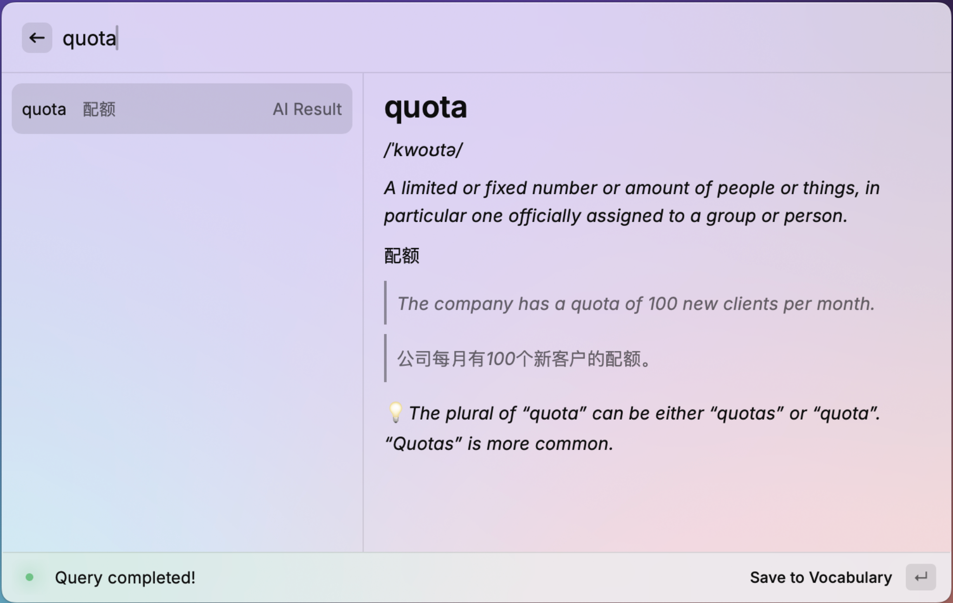 quota
quota 配额 AI Result
quota
/ˈkwoʊtə/
A limited or fixed number or amount of people or things, in
particular one officially assigned to a group or person.
配额
The company has a quota of 100 new clients per month.
公司每月有100个新客户的配额。
💡 The plural of “quota” can be either “quotas” or “quota”.
“Quotas” is more common.
Query completed!
Save to Vocabulary